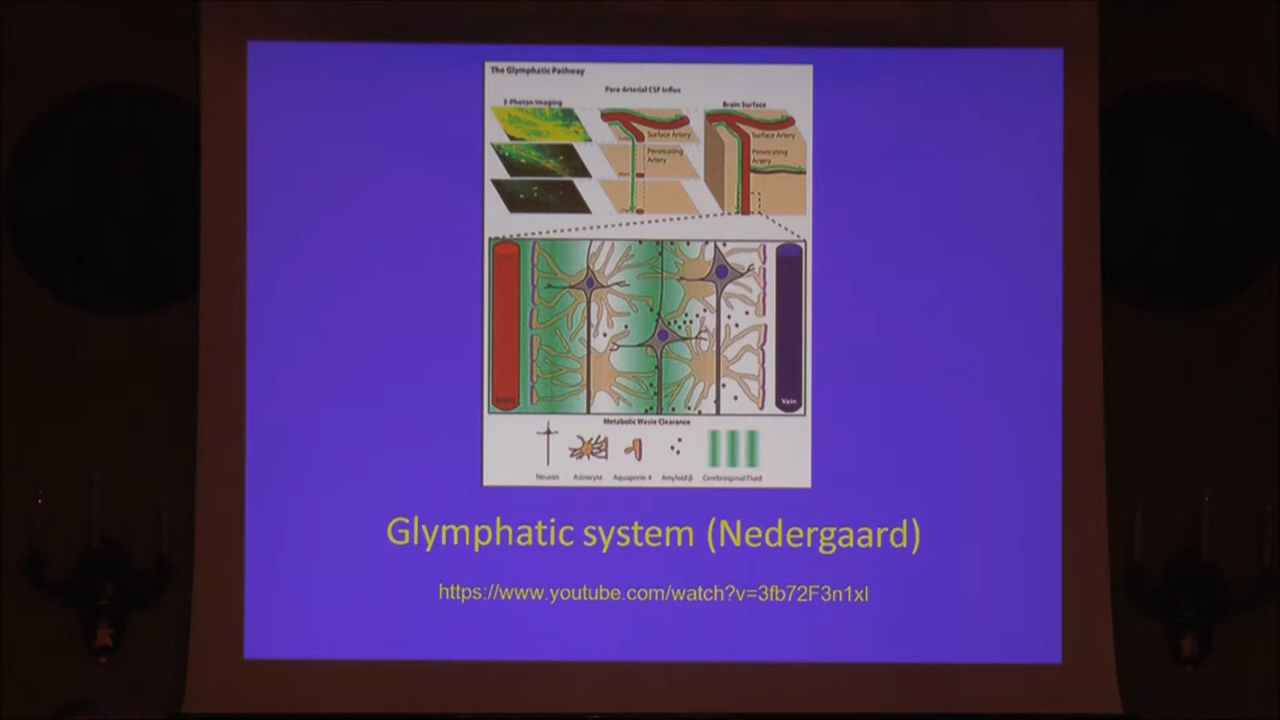 The Glymphatic Pathway
Para-Arterial CSF Influx
2-Photon Imaging
Brain Surface
Surface Artery
Surface Artery
Penetrating
Artery
Penetrating
Artery
Vein
Metabolic Waste Clearance
Neuron Astrocyte Aquaporin 4 Amyloid β Cerebrospinal Fluid
Glymphatic system (Nedergaard)
https://www.youtube.com/watch?v=3fb72F3n1xI